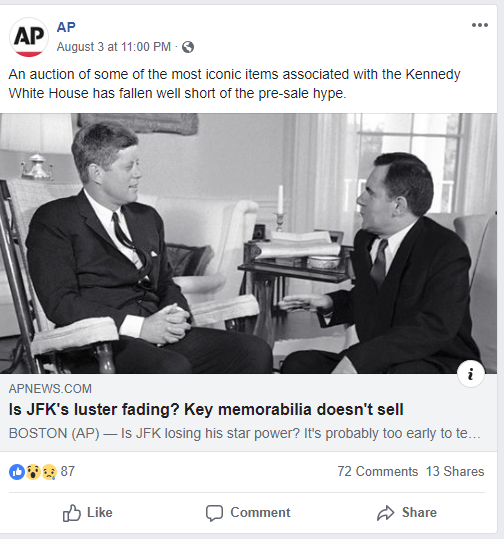 AP
AP
August 3 at 11:00 PM ·
An auction of some of the most iconic items associated with the Kennedy
White House has fallen well short of the pre-sale hype.
i
APNEWS.COM
Is JFK's luster fading? Key memorabilia doesn't sell
BOSTON (AP) — Is JFK losing his star power? It's probably too early to te...
87
72 Comments 13 Shares
Like Comment Share